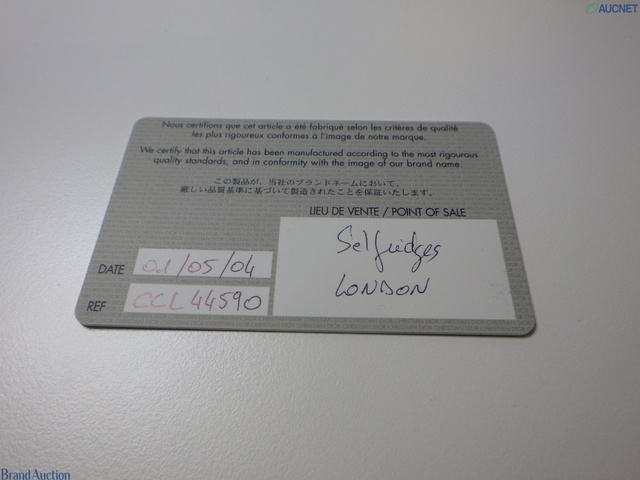 AUCNET
Nous certifions que cet article a été fabriqué selon les critères de qualité
les plus rigoureux conformes à l'image de notre marque.
We certify that this article has been manufactured according to the most rigourous
quality standards, and in conformity with the image of our brand name.
この製品が、当社のブランドネームにおいて、
厳しい品質基準に基づいて製造されたことを保証いたします。
LIEU DE VENTE / POINT OF SALE
Selfridges
LONDON
DATE 01/05/04
REF CCL 44590
Brand Auction